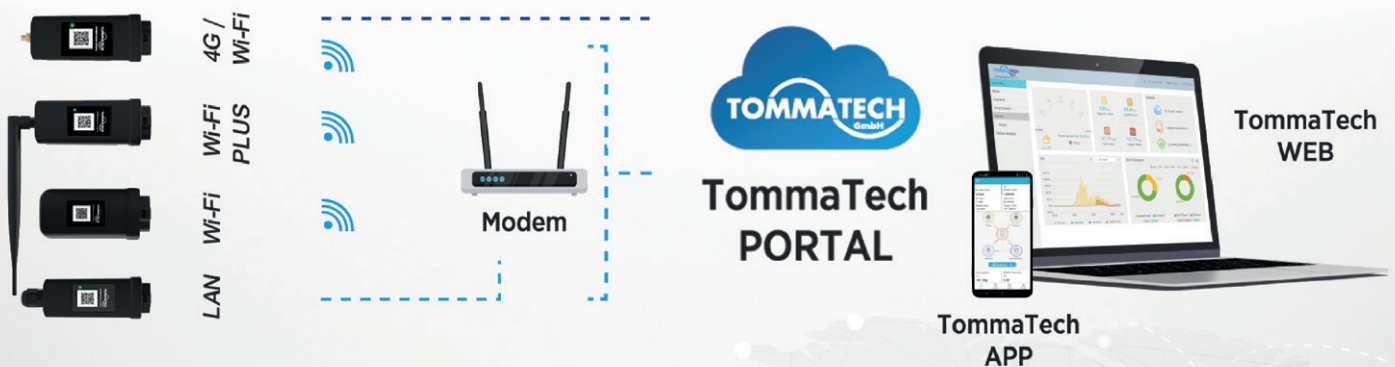 4G /
Wi-Fi
Wi-Fi
PLUS
Wi-Fi
LAN
Modem
TOMMATECH
GmbH
TommaTech
PORTAL
TommaTech
WEB
TommaTech
APP